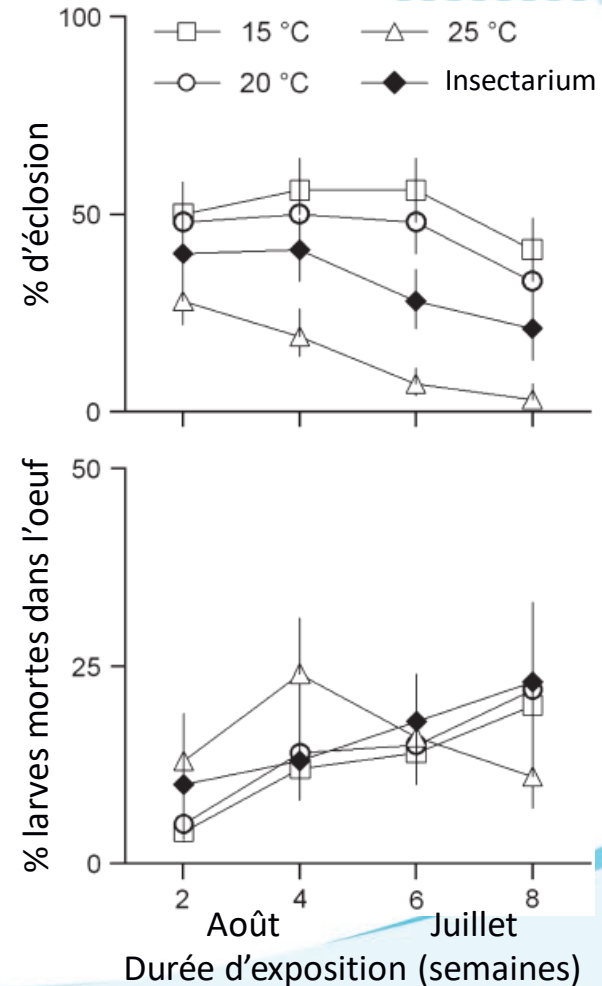 100
15 °C
25 °C
20 °C
Insectarium
% d'éclosion
50
0
50
% larves mortes dans l'oeuf
25
0
2 4 6 8
Août Juillet
Durée d'exposition (semaines)